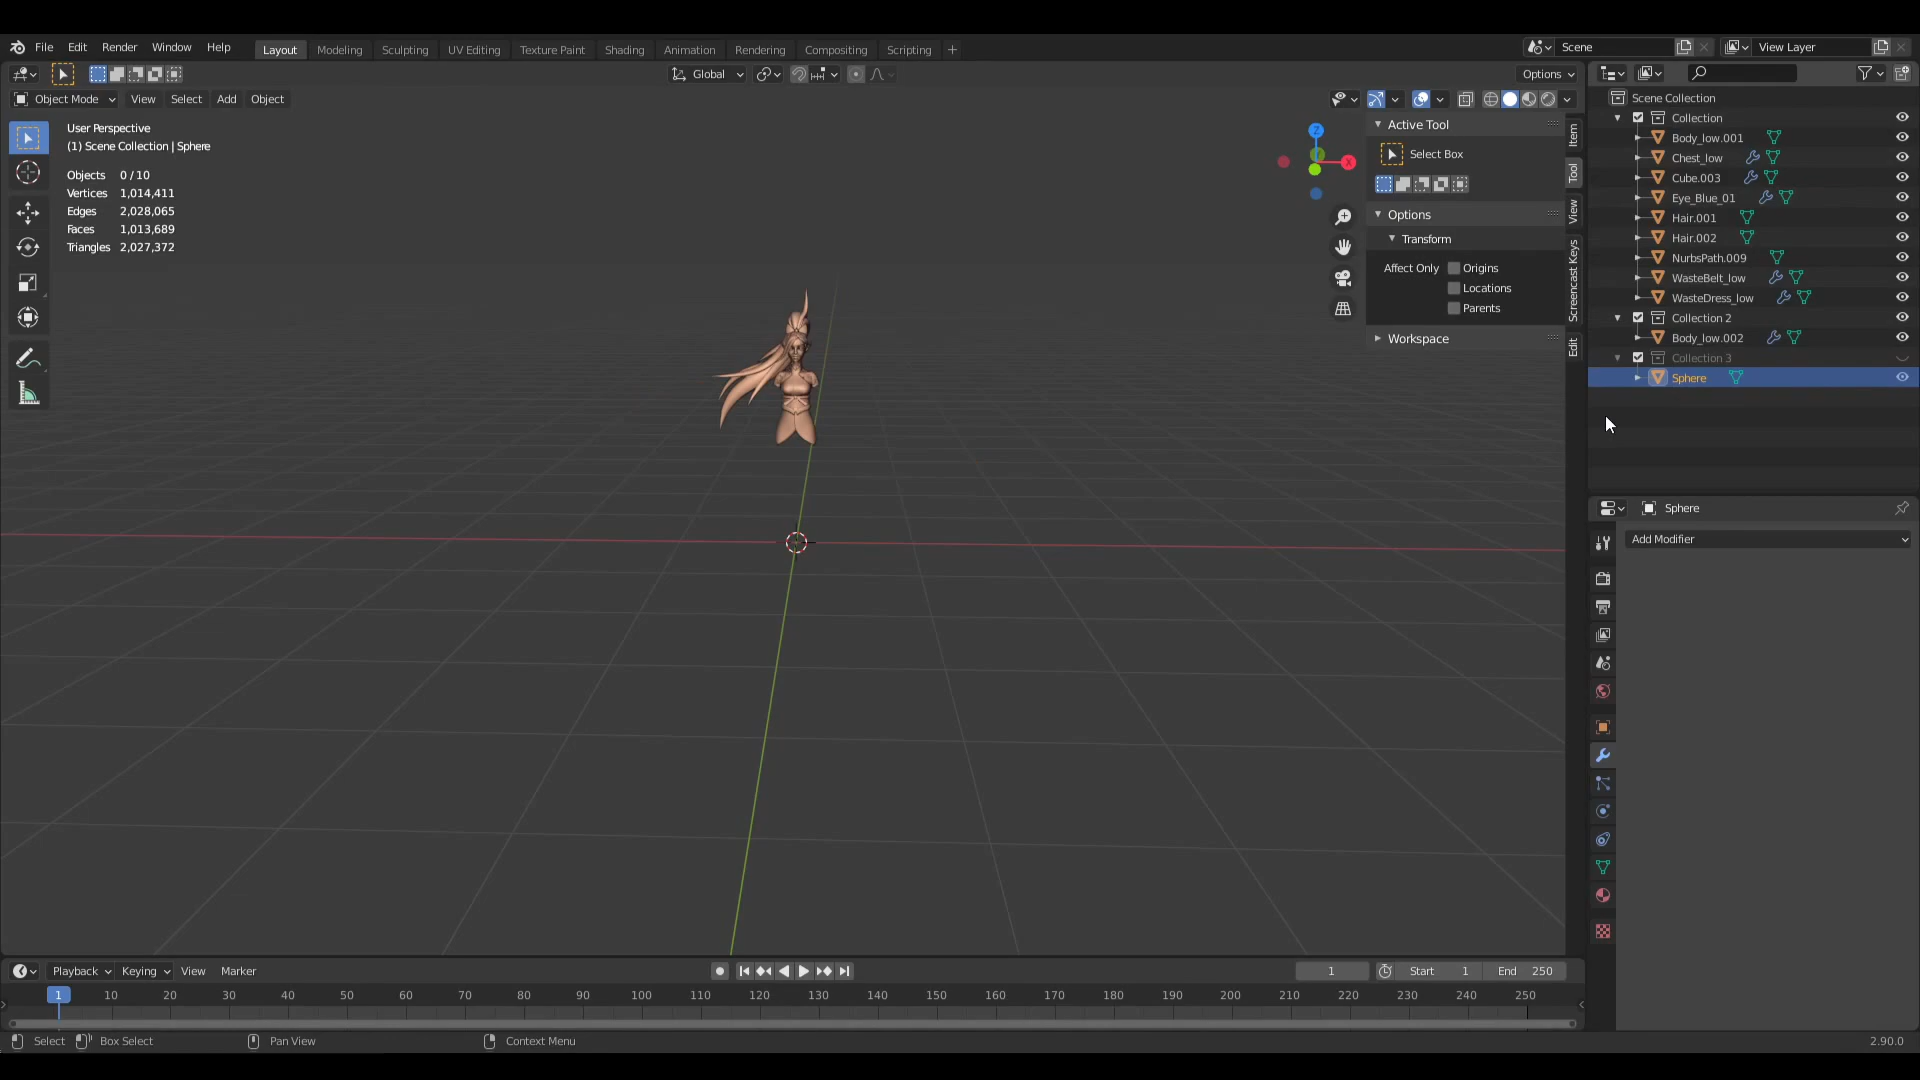 File Edit Render Window Help Layout Modeling Sculpting UV Editing Texture Paint Shading Animation Rendering Compositing Scripting + Scene View Layer
Global Options
Object Mode View Select Add Object
User Perspective
(1) Scene Collection | Sphere
Objects 0 / 10
Vertices 1,014,411
Edges 2,028,065
Faces 1,013,689
Triangles 2,027,372
Z
X
Active Tool
Select Box
Options
Transform
Affect Only Origins
Locations
Parents
Workspace
Item
Tool
View
Screencast Keys
Edit
Scene Collection
Collection
Body_low.001
Chest_low
Cube.003
Eye_Blue_01
Hair.001
Hair.002
NurbsPath.009
WasteBelt_low
WasteDress_low
Collection 2
Body_low.002
Collection 3
Sphere
Sphere
Add Modifier
Playback Keying View Marker 1 Start 1 End 250
1 10 20 30 40 50 60 70 80 90 100 110 120 130 140 150 160 170 180 190 200 210 220 230 240 250
Select Box Select Pan View Context Menu 2.90.0